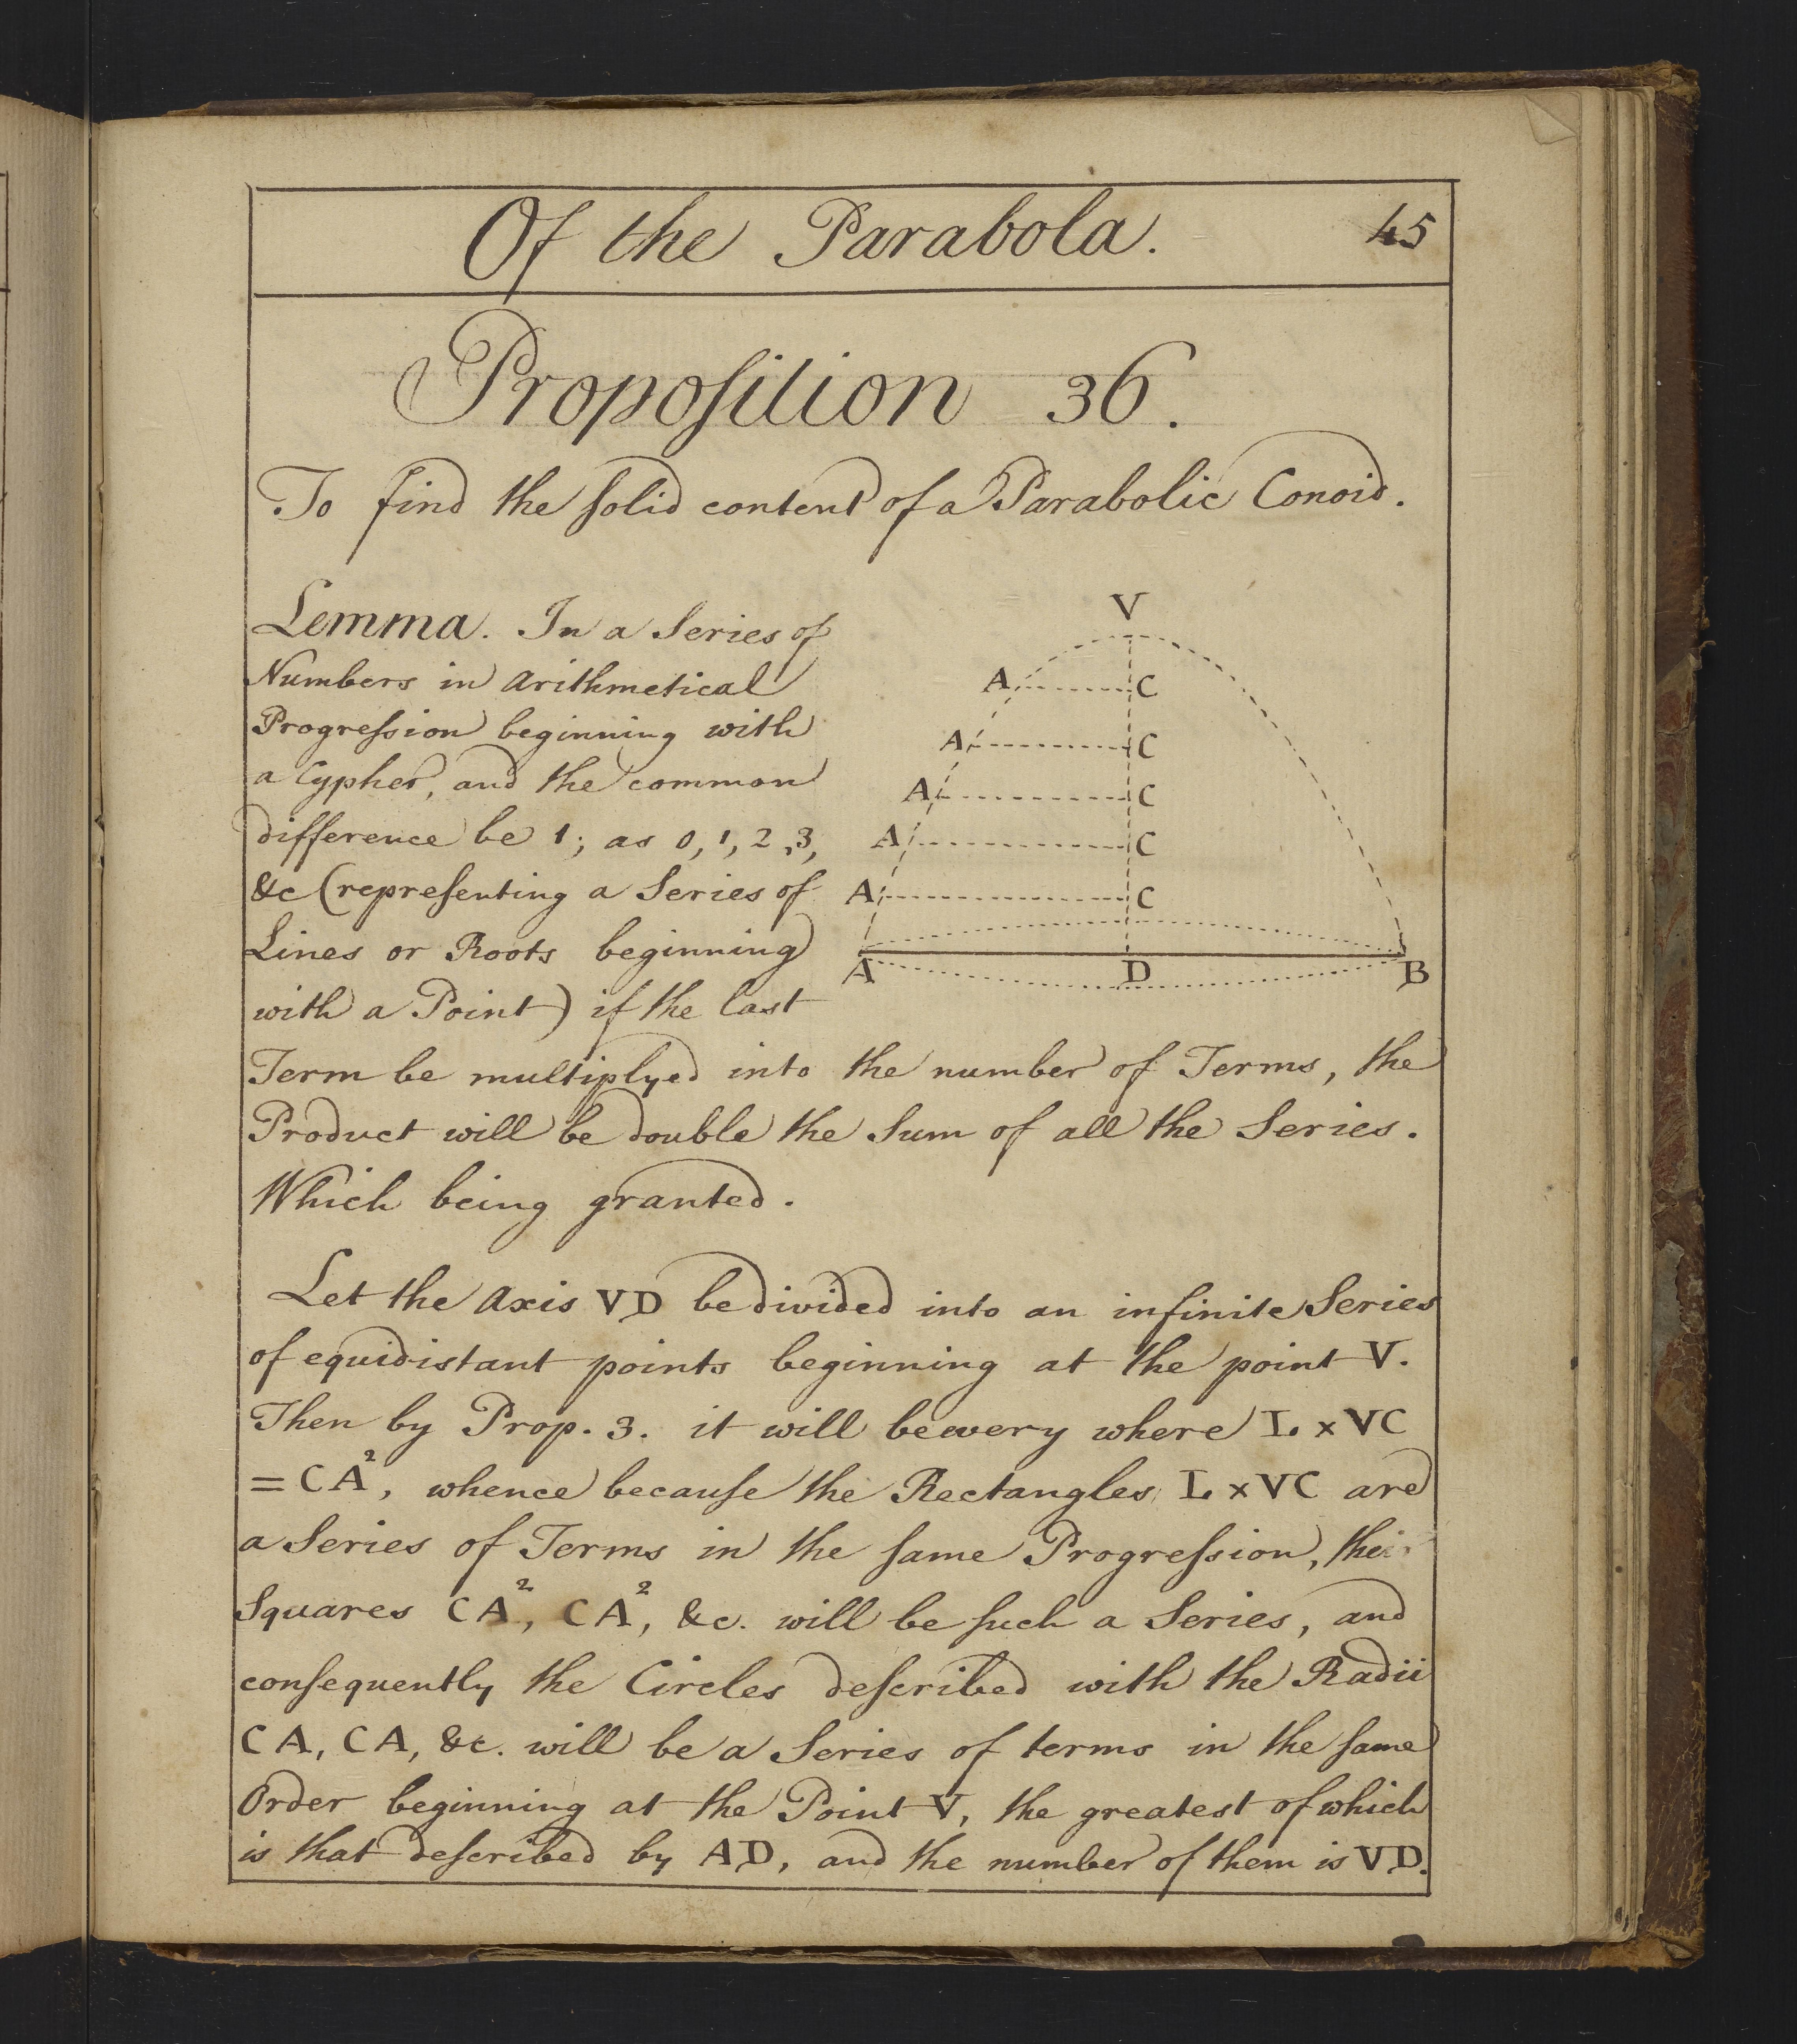 Of the Parabola. 45
Proposition 36.
To find the solid content of a Parabolic Conoid.
Lemma. In a Series of
Numbers in arithmetical
Progression beginning with
a Cypher, and the common
difference be 1; as 0, 1, 2, 3,
&c (representing a Series of
Lines or Roots beginning
with a Point) if the last
V
A C
A C
A C
A C
A C
A D B
Term be multiplyed into the number of Terms, the
Product will be double the Sum of all the Series.
Which being granted.
Let the Axis VD be divided into an infinite Series
of equidistant points beginning at the point V.
Then by Prop. 3. it will be every where L × VC
= CA², whence because the Rectangles L × VC are
a Series of Terms in the same Progression, their
Squares CA², CA², &c. will be such a Series, and
consequently the Circles described with the Radii
CA, CA, &c. will be a Series of terms in the same
Order beginning at the Point V, the greatest of which
is that described by AD, and the number of them is VD.